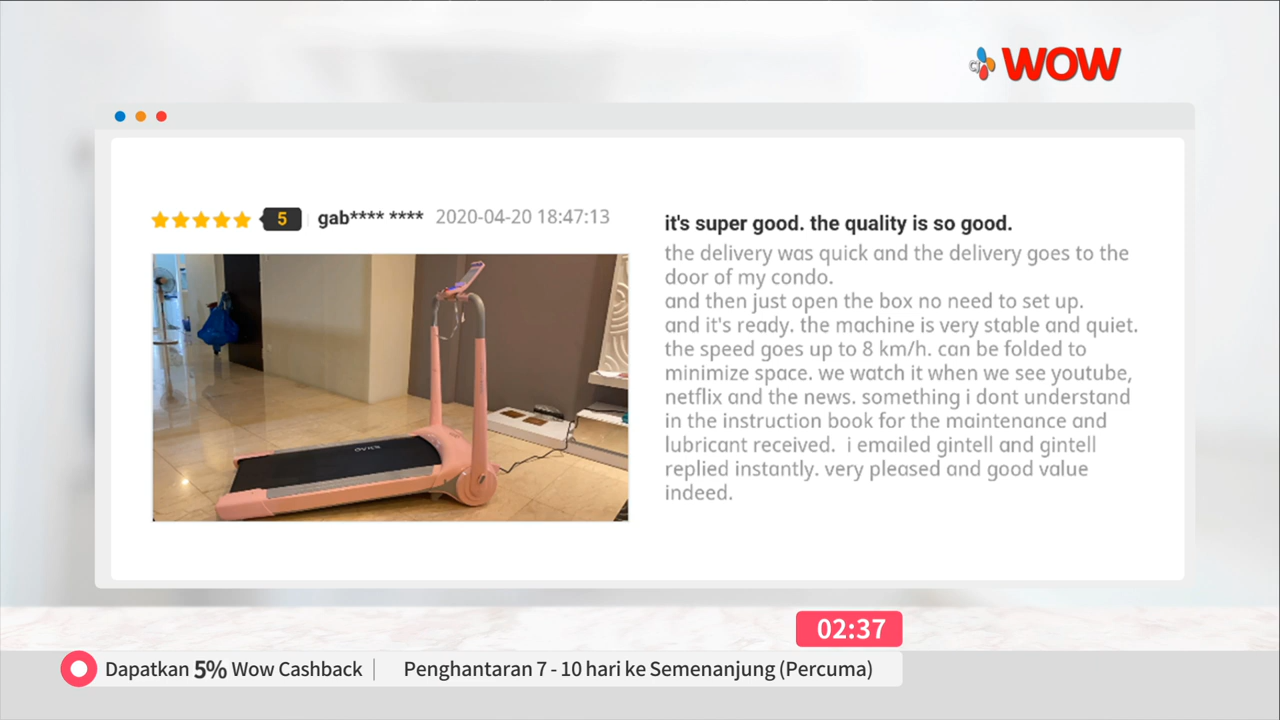 CJ WOW
5 gab**** **** 2020-04-20 18:47:13
it's super good. the quality is so good.
the delivery was quick and the delivery goes to the
door of my condo.
and then just open the box no need to set up.
and it's ready. the machine is very stable and quiet.
the speed goes up to 8 km/h. can be folded to
minimize space. we watch it when we see youtube,
netflix and the news. something i dont understand
in the instruction book for the maintenance and
lubricant received.  i emailed gintell and gintell
replied instantly. very pleased and good value
indeed.
02:37
Dapatkan 5% Wow Cashback | Penghantaran 7 - 10 hari ke Semenanjung (Percuma)